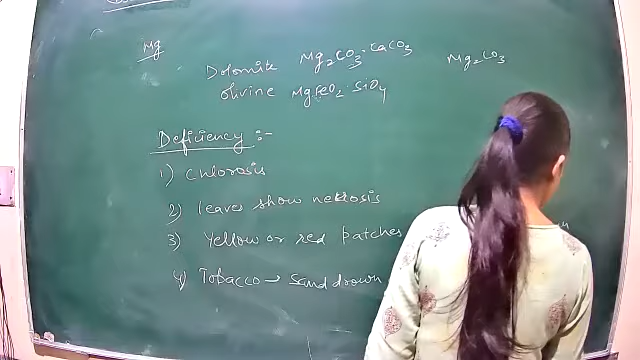 Mg
Dolomite Mg2CO3·CaCO3 Mg2CO3
Olivine MgFeO2·SiO4
Deficiency :-
1) Chlorosis
2) leaves show nekrosis
3) Yellow or red patches
4) Tobacco → Sand drown